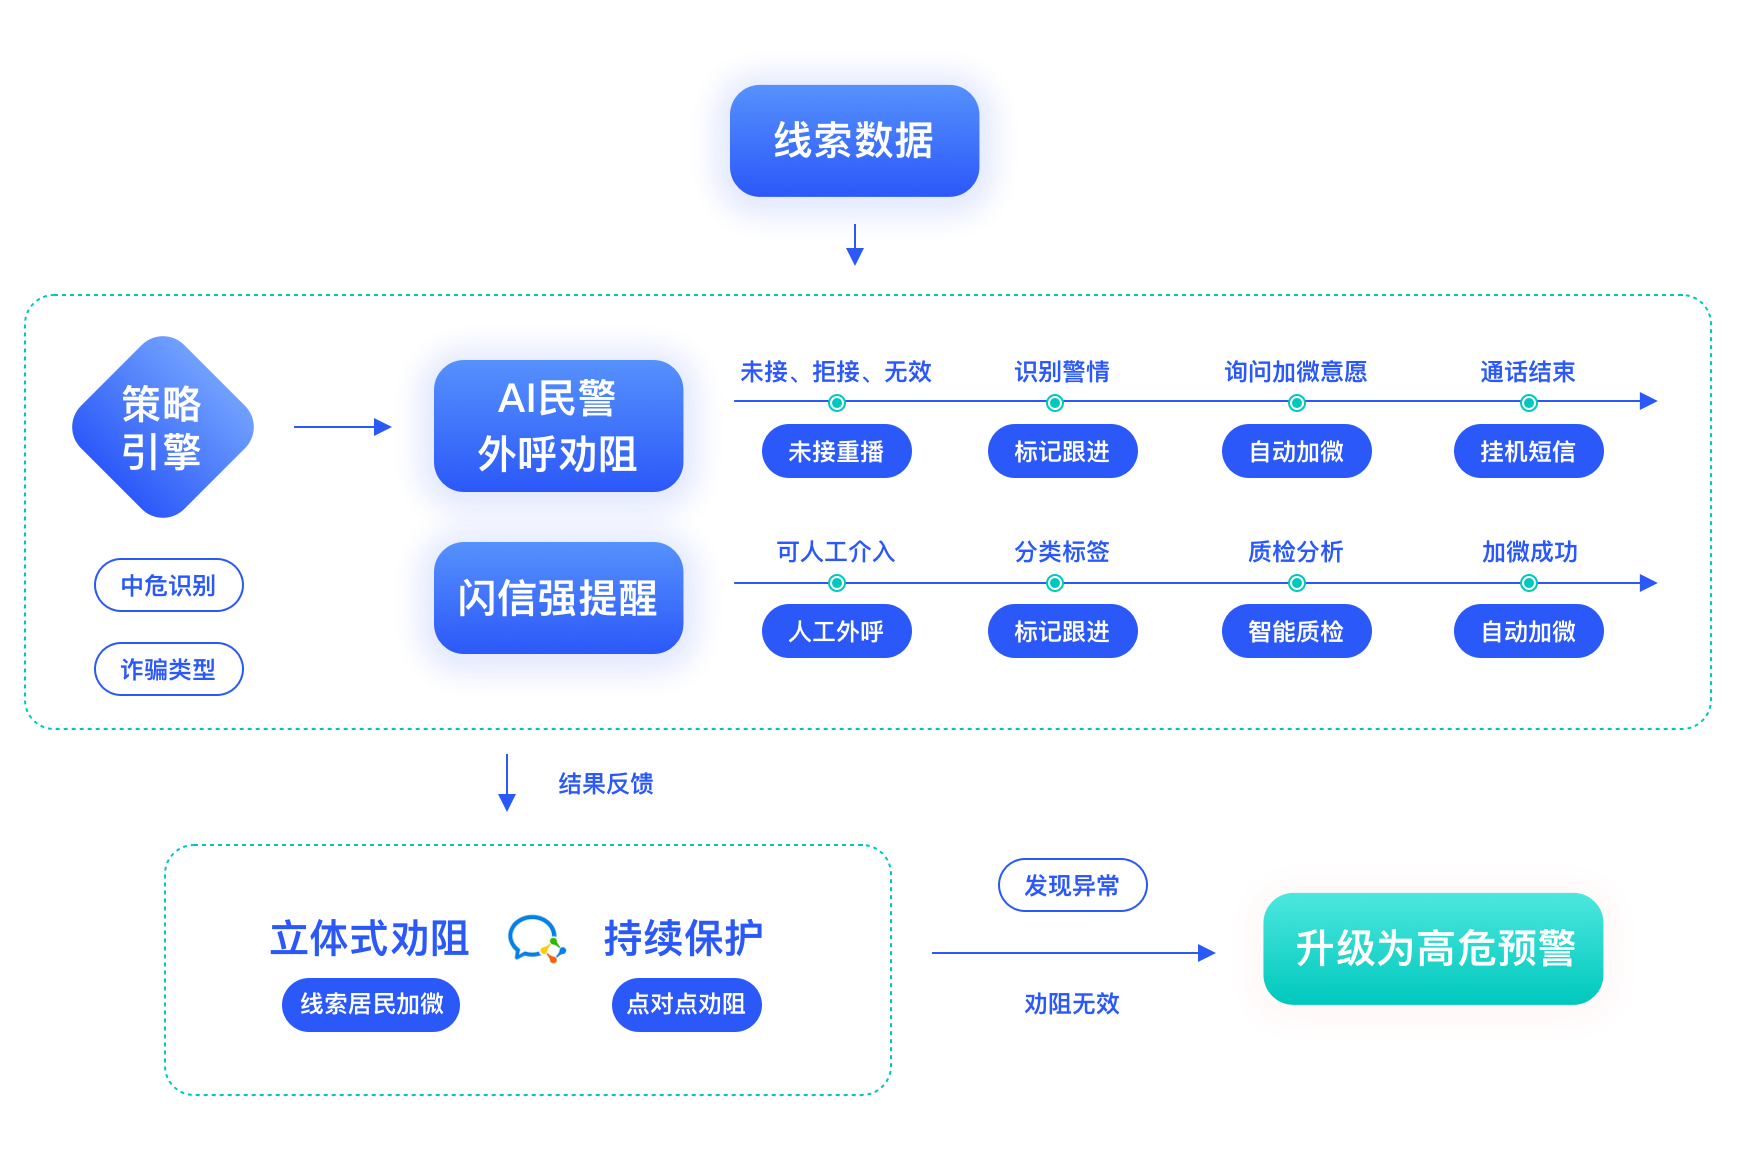 线索数据
策略
引擎
中危识别
诈骗类型
AI民警
外呼劝阻
闪信强提醒
未接、拒接、无效
识别警情
询问加微意愿
通话结束
未接重播
标记跟进
自动加微
挂机短信
可人工介入
分类标签
质检分析
加微成功
人工外呼
标记跟进
智能质检
自动加微
结果反馈
立体式劝阻
持续保护
线索居民加微
点对点劝阻
发现异常
劝阻无效
升级为高危预警